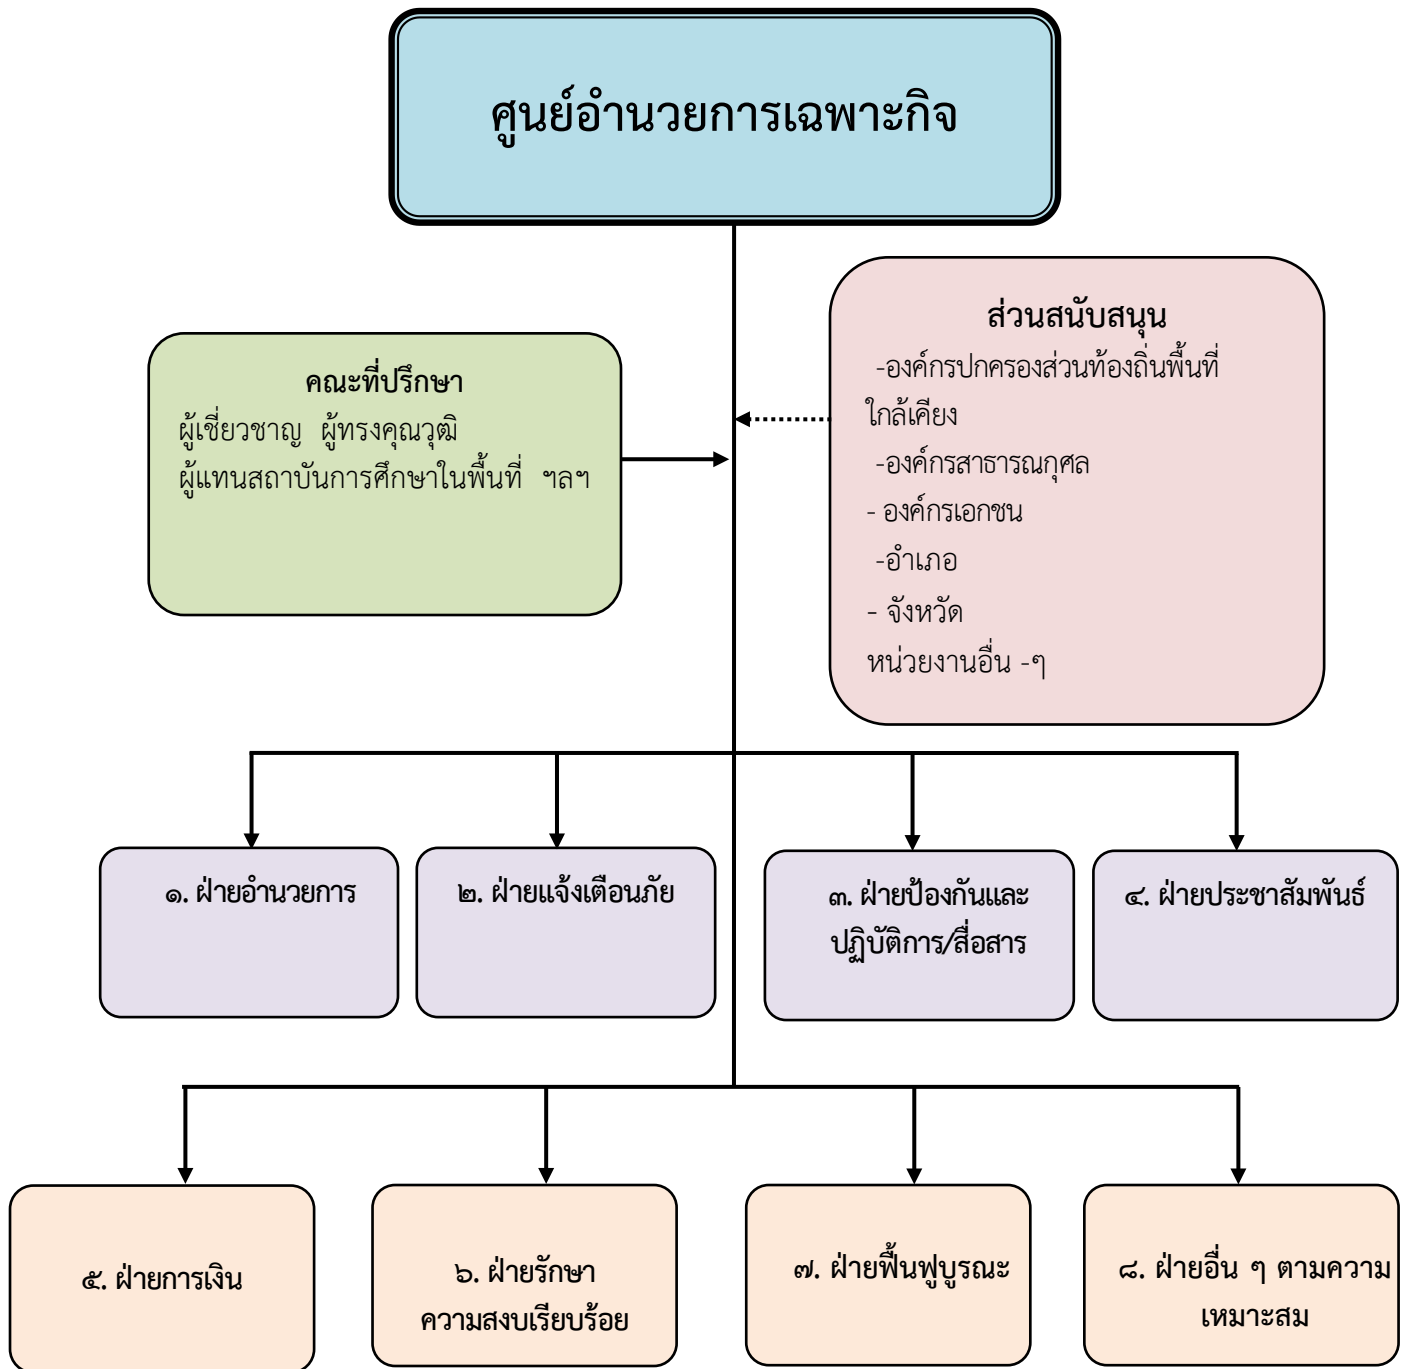 ศูนย์อำนวยการเฉพาะกิจ
คณะที่ปรึกษา
ผู้เชี่ยวชาญ ผู้ทรงคุณวุฒิ
ผู้แทนสถาบันการศึกษาในพื้นที่ ฯลฯ
ส่วนสนับสนุน
-องค์กรปกครองส่วนท้องถิ่นพื้นที่
ใกล้เคียง
-องค์กรสาธารณกุศล
- องค์กรเอกชน
-อำเภอ
- จังหวัด
หน่วยงานอื่น -ๆ
๑. ฝ่ายอำนวยการ
๒. ฝ่ายแจ้งเตือนภัย
๓. ฝ่ายป้องกันและ
ปฏิบัติการ/สื่อสาร
๔. ฝ่ายประชาสัมพันธ์
๕. ฝ่ายการเงิน
๖. ฝ่ายรักษา
ความสงบเรียบร้อย
๗. ฝ่ายฟื้นฟูบูรณะ
๘. ฝ่ายอื่น ๆ ตามความ
เหมาะสม